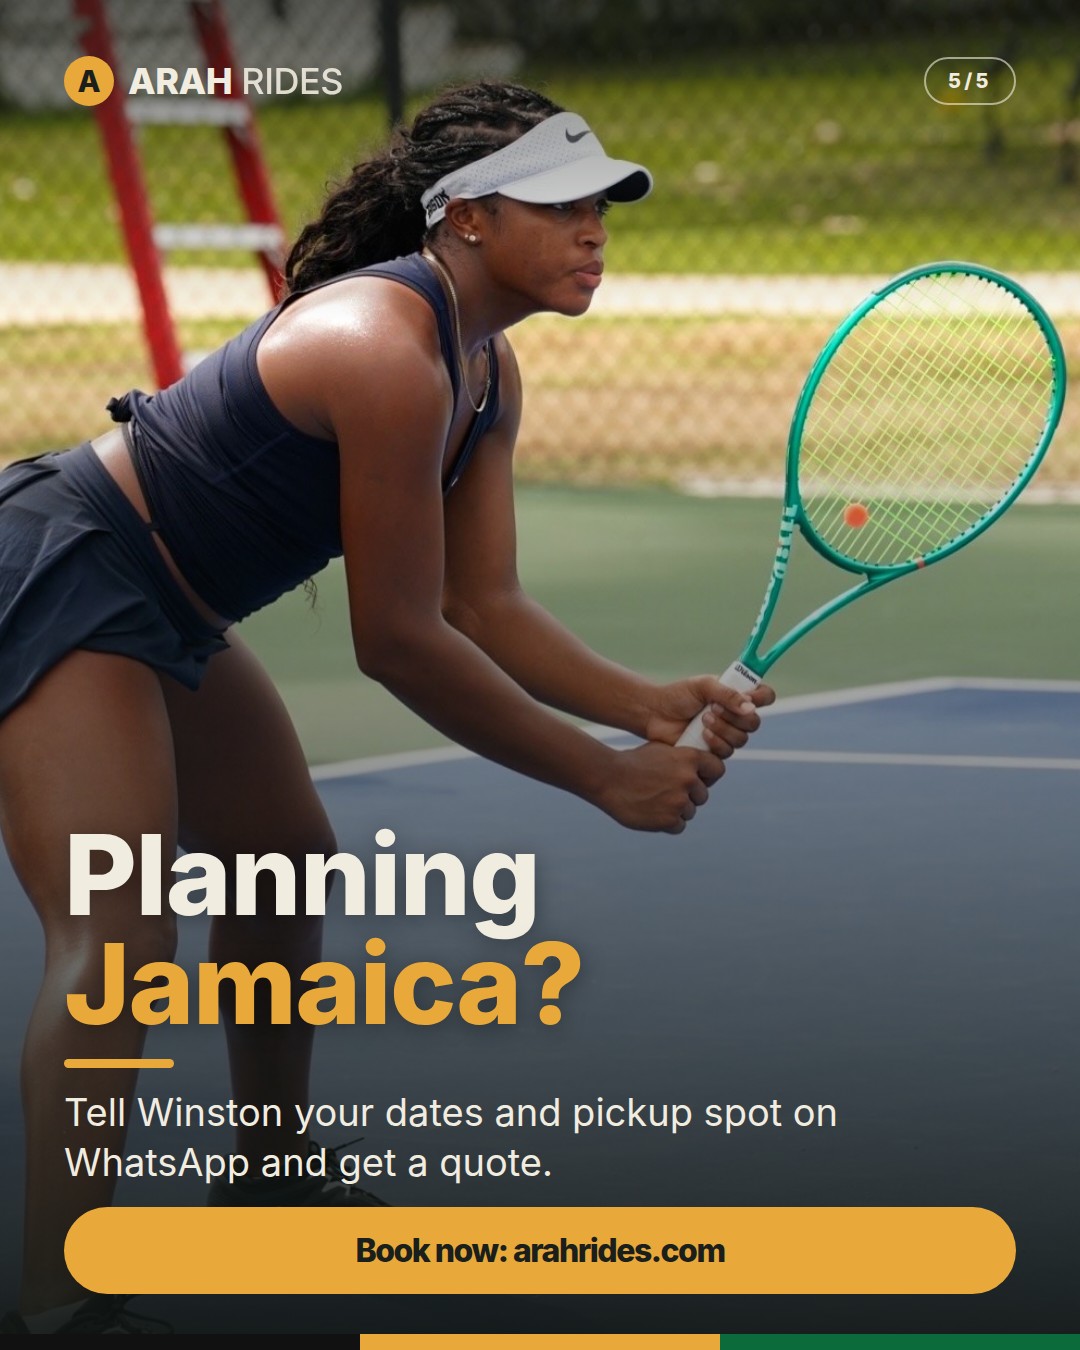 A ARAH RIDES
5/5
Planning
Jamaica?
Tell Winston your dates and pickup spot on
WhatsApp and get a quote.
Book now: arahrides.com
Wilson